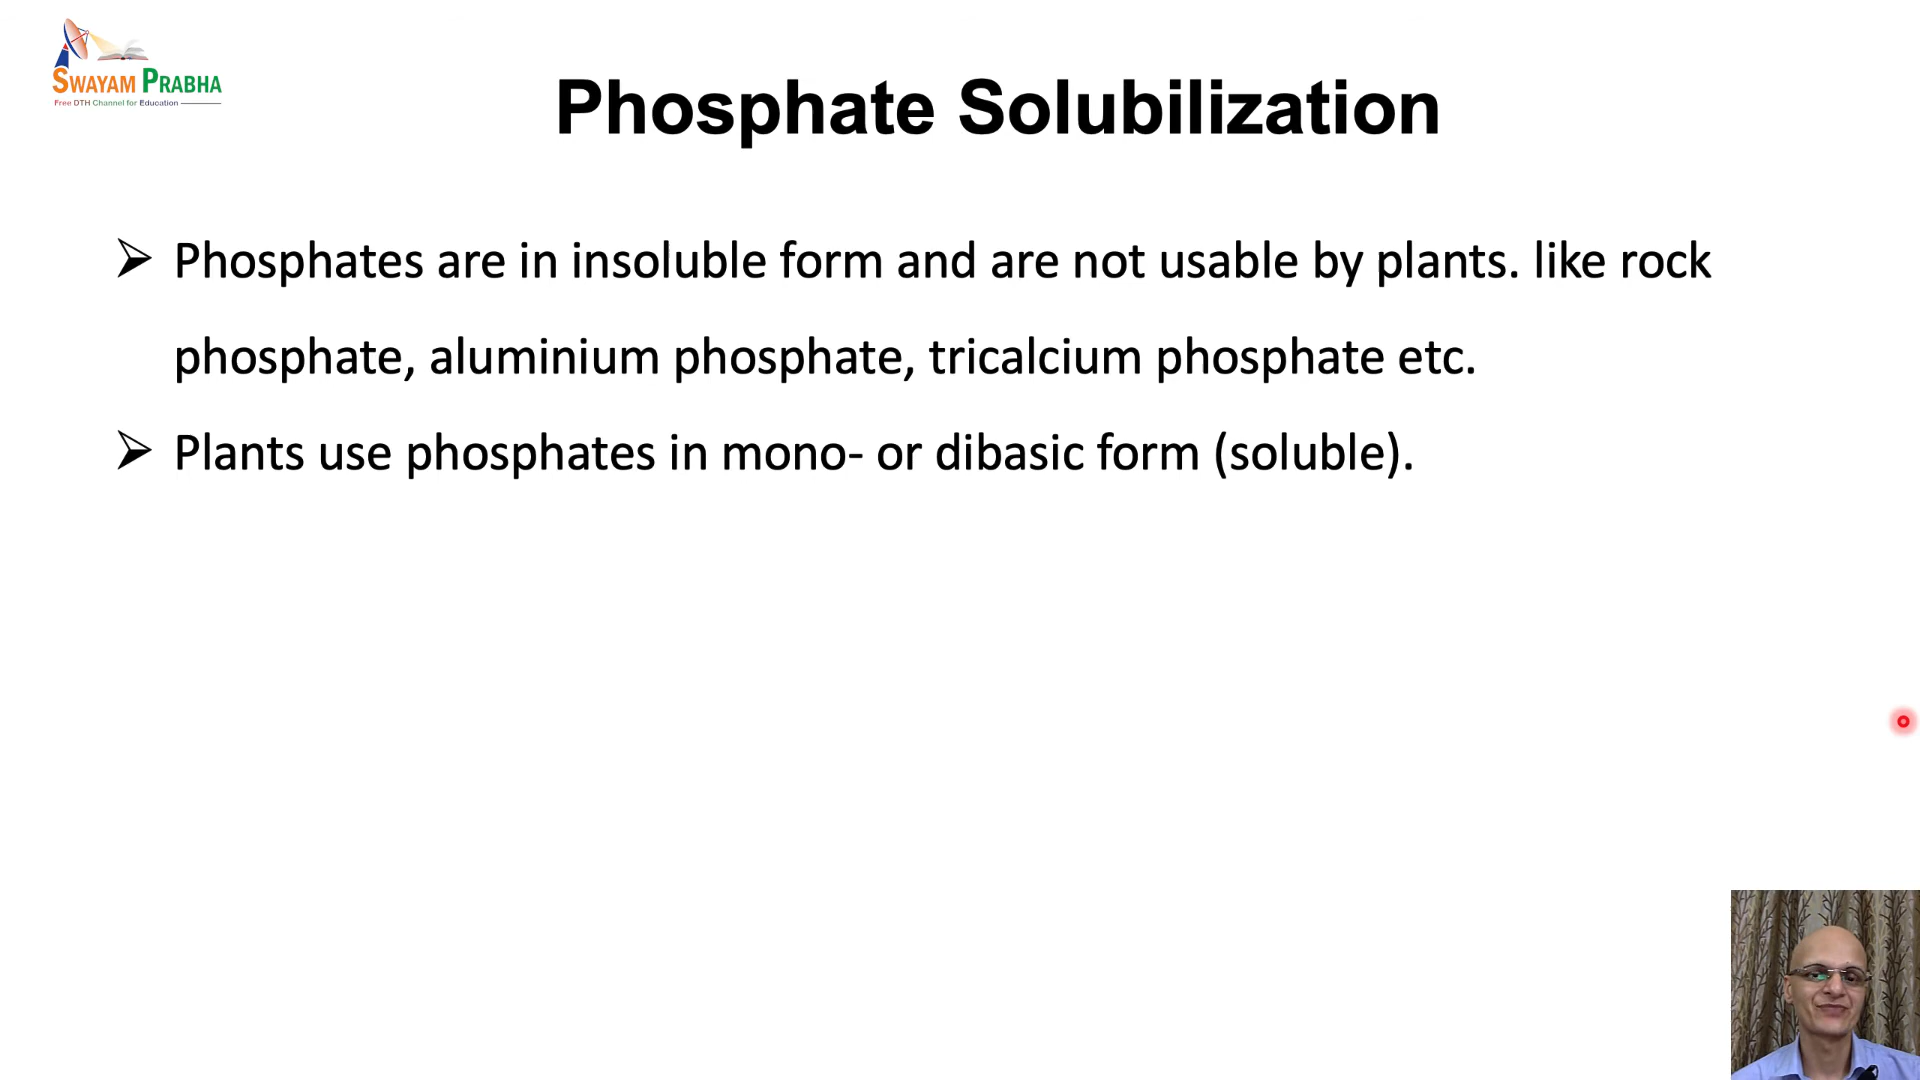 SWAYAM PRABHA
Free DTH Channel for Education
Phosphate Solubilization
➢ Phosphates are in insoluble form and are not usable by plants. like rock
phosphate, aluminium phosphate, tricalcium phosphate etc.
➢ Plants use phosphates in mono- or dibasic form (soluble).